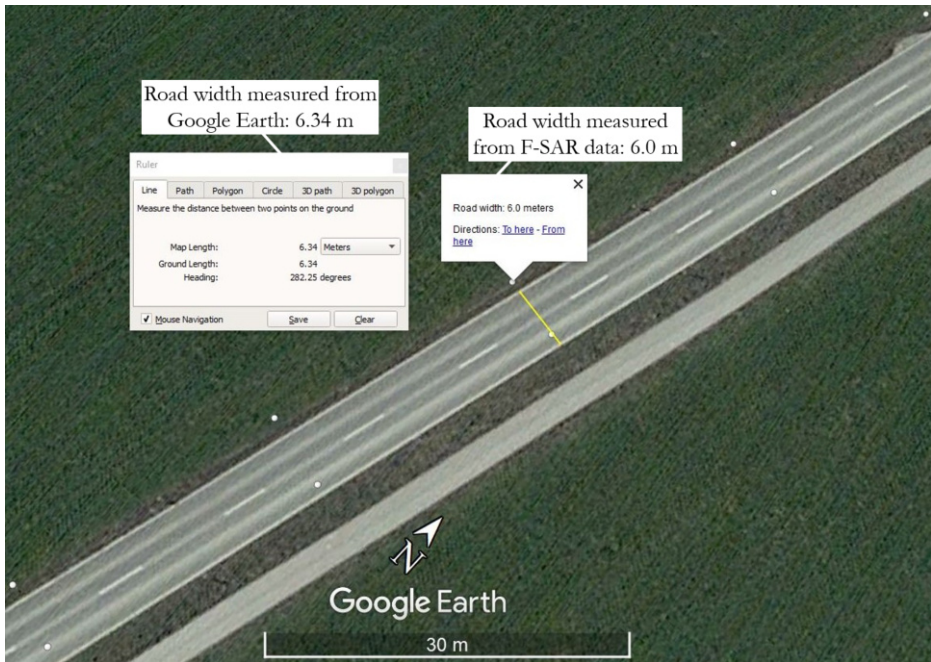 Road width measured from
Google Earth: 6.34 m
Road width measured
from F-SAR data: 6.0 m
Ruler
Line Path Polygon Circle 3D path 3D polygon
Measure the distance between two points on the ground
Map Length: 6.34 Meters
Ground Length: 6.34
Heading: 282.25 degrees
Mouse Navigation Save Clear
Road width: 6.0 meters
Directions: To here - From
here
N
Google Earth
30 m